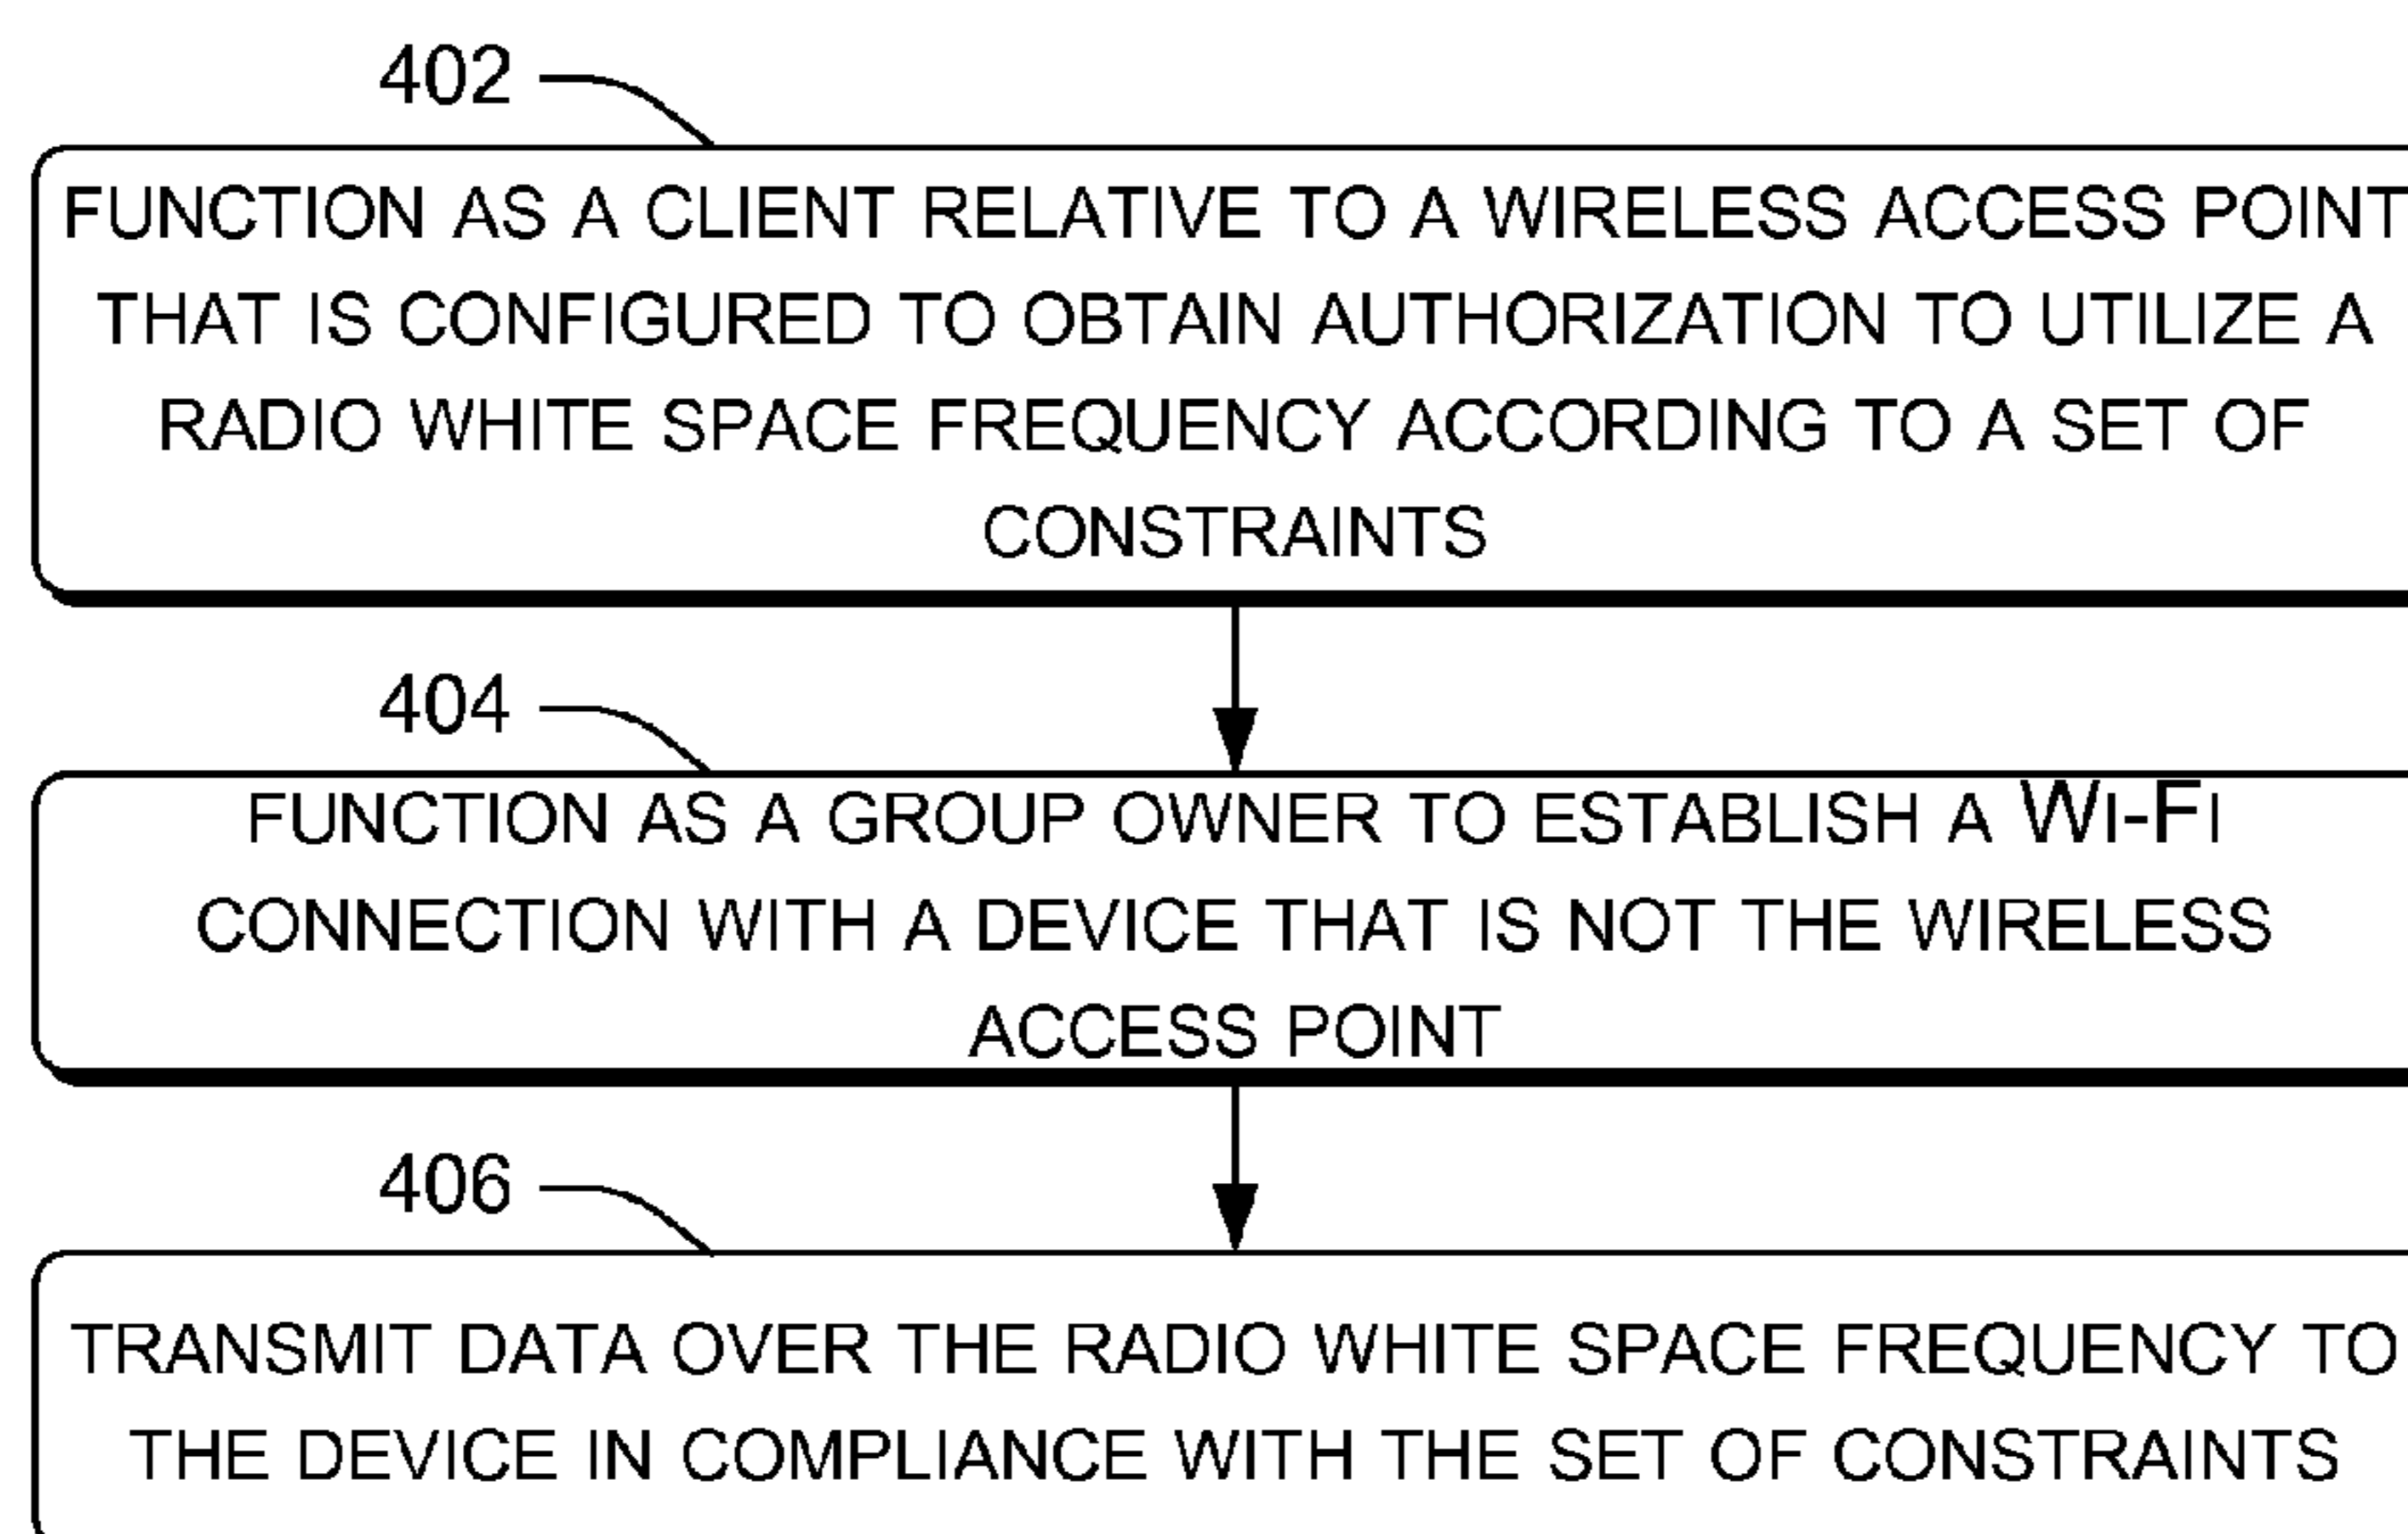 402
FUNCTION AS A CLIENT RELATIVE TO A WIRELESS ACCESS POINT
THAT IS CONFIGURED TO OBTAIN AUTHORIZATION TO UTILIZE A
RADIO WHITE SPACE FREQUENCY ACCORDING TO A SET OF
CONSTRAINTS
404
FUNCTION AS A GROUP OWNER TO ESTABLISH A WI-FI
CONNECTION WITH A DEVICE THAT IS NOT THE WIRELESS
ACCESS POINT
406
TRANSMIT DATA OVER THE RADIO WHITE SPACE FREQUENCY TO
THE DEVICE IN COMPLIANCE WITH THE SET OF CONSTRAINTS